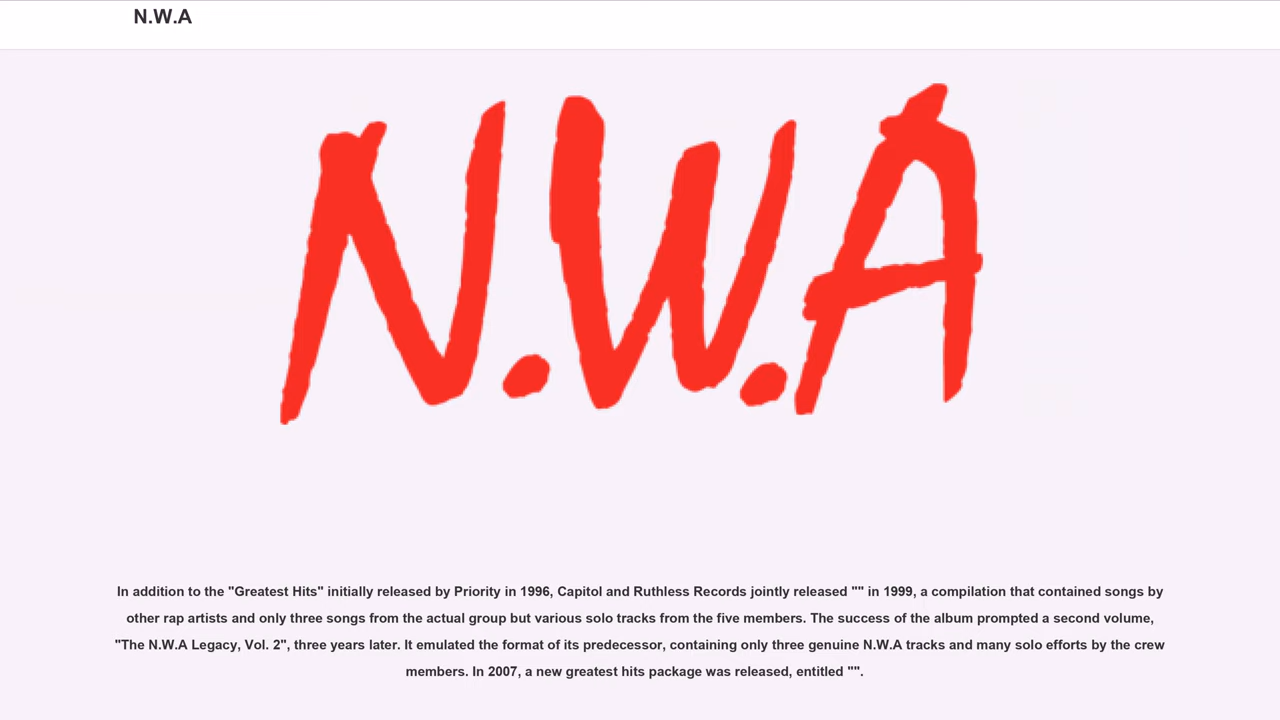 N.W.A
N.W.A
In addition to the "Greatest Hits" initially released by Priority in 1996, Capitol and Ruthless Records jointly released "" in 1999, a compilation that contained songs by
other rap artists and only three songs from the actual group but various solo tracks from the five members. The success of the album prompted a second volume,
"The N.W.A Legacy, Vol. 2", three years later. It emulated the format of its predecessor, containing only three genuine N.W.A tracks and many solo efforts by the crew
members. In 2007, a new greatest hits package was released, entitled "".